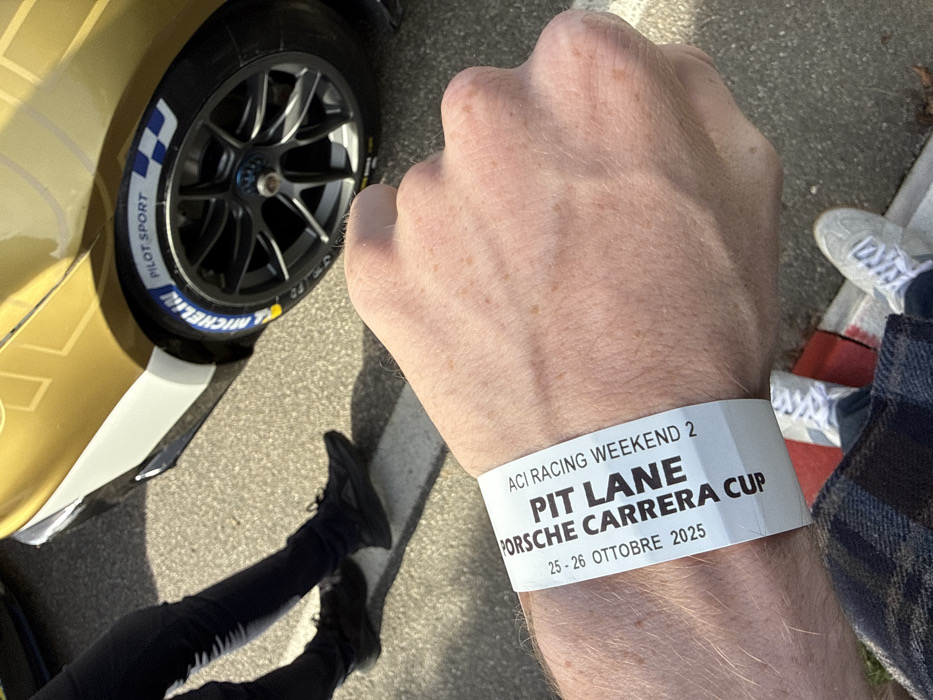 ACI RACING WEEKEND 2
PIT LANE
PORSCHE CARRERA CUP
25 - 26 OTTOBRE 2025
PILOT SPORT
MICHELIN